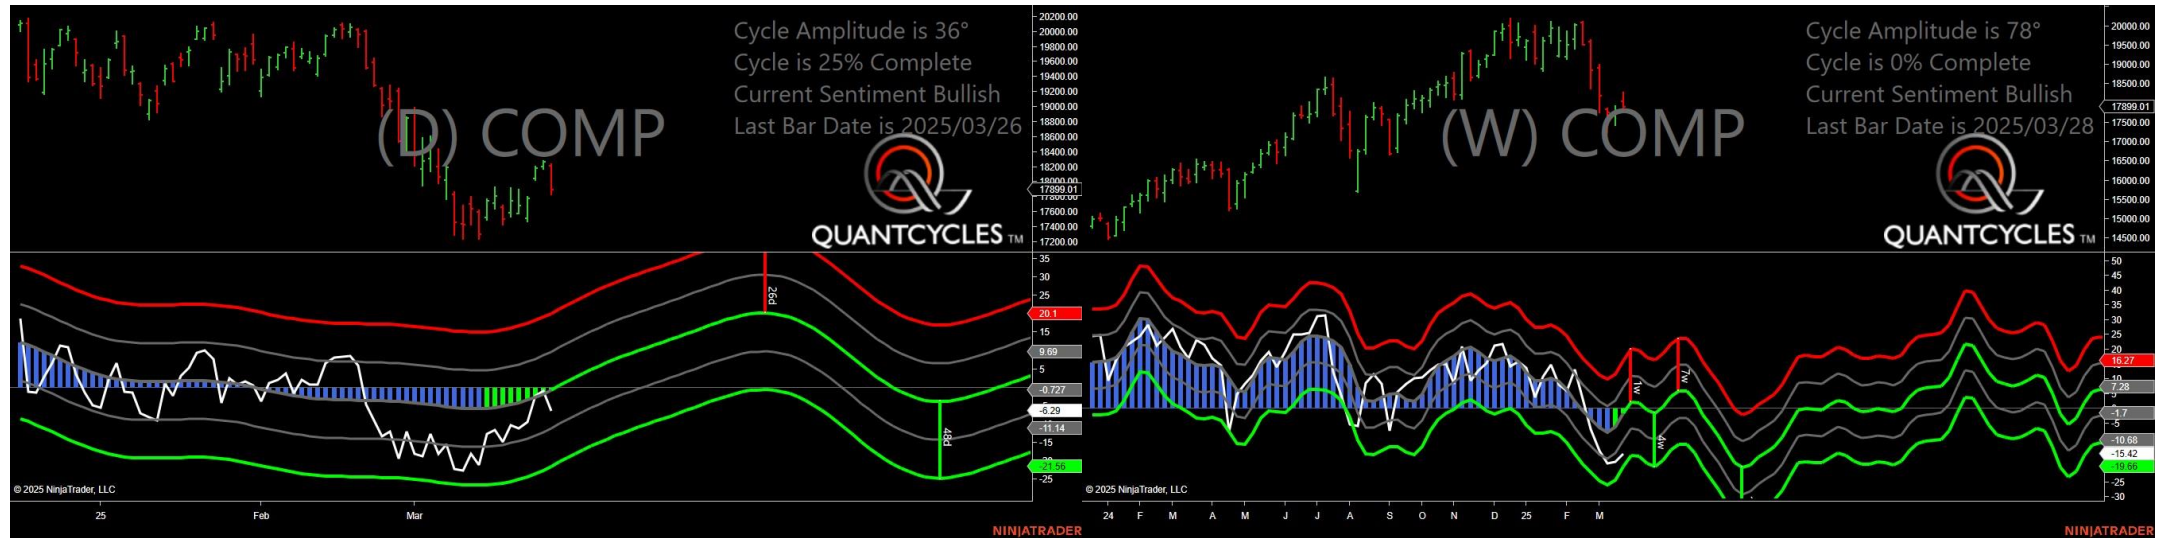 Cycle Amplitude is 36°
Cycle is 25% Complete
Current Sentiment Bullish
Last Bar Date is 2025/03/26
(D) COMP
QUANTCYCLES TM
20200.00
20000.00
19800.00
19600.00
19400.00
19200.00
19000.00
18800.00
18600.00
18400.00
18200.00
18000.00
17899.01
17600.00
17400.00
17200.00
26d
48d
35
30
25
20.1
15
9.69
5
-0.727
-6.29
-11.14
-15
-21.56
-25
© 2025 NinjaTrader, LLC
25 Feb Mar
NINJATRADER
Cycle Amplitude is 78°
Cycle is 0% Complete
Current Sentiment Bullish
Last Bar Date is 2025/03/28
(W) COMP
QUANTCYCLES TM
20000.00
19500.00
19000.00
18500.00
17899.01
17500.00
17000.00
16500.00
16000.00
15500.00
15000.00
14500.00
1w
4w
7w
50
45
40
35
30
25
20
16.27
10
7.28
5
-1.7
-5
-10.68
-15.42
-19.66
-25
-30
© 2025 NinjaTrader, LLC
24 F M A M J J A S O N D 25 F M
NINJATRADER